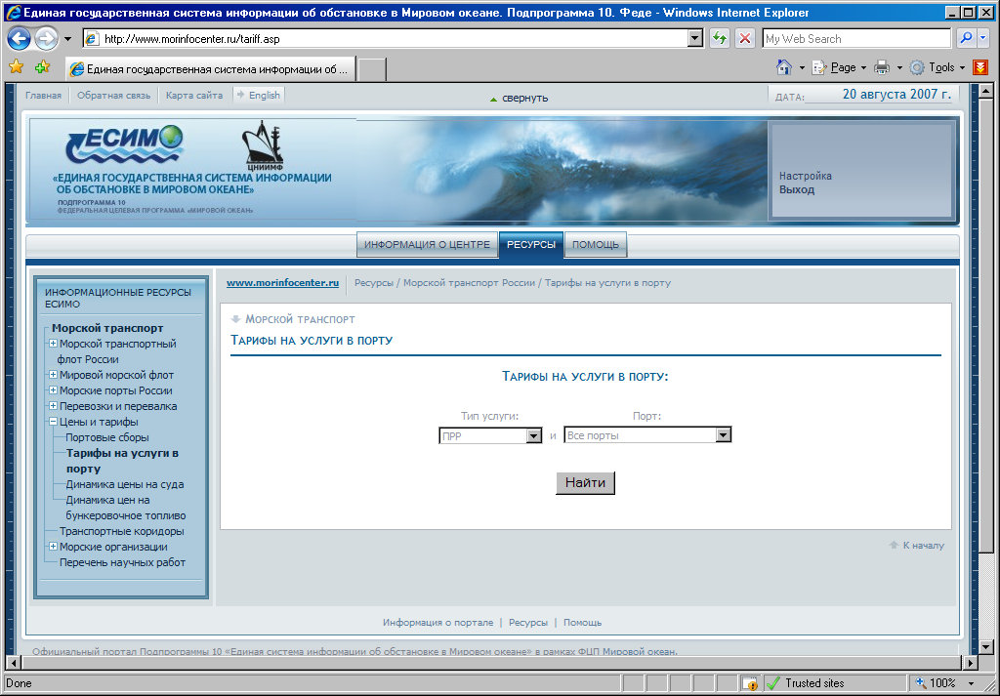 Единая государственная система информации об обстановке в Мировом океане. Подпрограмма 10. Феде - Windows Internet Explorer
http://www.morinfocenter.ru/tariff.asp
My Web Search
Единая государственная система информации об ...
Page
Tools
Главная
Обратная связь
Карта сайта
English
свернуть
ДАТА: 20 августа 2007 г.
ЕСИМО
ЦНИИМФ
«ЕДИНАЯ ГОСУДАРСТВЕННАЯ СИСТЕМА ИНФОРМАЦИИ
ОБ ОБСТАНОВКЕ В МИРОВОМ ОКЕАНЕ»
ПОДПРОГРАММА 10
ФЕДЕРАЛЬНАЯ ЦЕЛЕВАЯ ПРОГРАММА «МИРОВОЙ ОКЕАН»
Настройка
Выход
ИНФОРМАЦИЯ О ЦЕНТРЕ
РЕСУРСЫ
ПОМОЩЬ
ИНФОРМАЦИОННЫЕ РЕСУРСЫ
ЕСИМО
Морской транспорт
Морской транспортный
флот России
Мировой морской флот
Морские порты России
Перевозки и перевалка
Цены и тарифы
Портовые сборы
Тарифы на услуги в
порту
Динамика цены на суда
Динамика цен на
бункеровочное топливо
Транспортные коридоры
Морские организации
Перечень научных работ
www.morinfocenter.ru
Ресурсы / Морской транспорт России / Тарифы на услуги в порту
Морской транспорт
Тарифы на услуги в порту
Тарифы на услуги в порту:
Тип услуги:
Порт:
ПРР
и
Все порты
Найти
К началу
Информация о портале | Ресурсы | Помощь
Официальный портал Подпрограммы 10 «Единая система информации об обстановке в Мировом океане» в рамках ФЦП Мировой океан.
Done
Trusted sites
100%